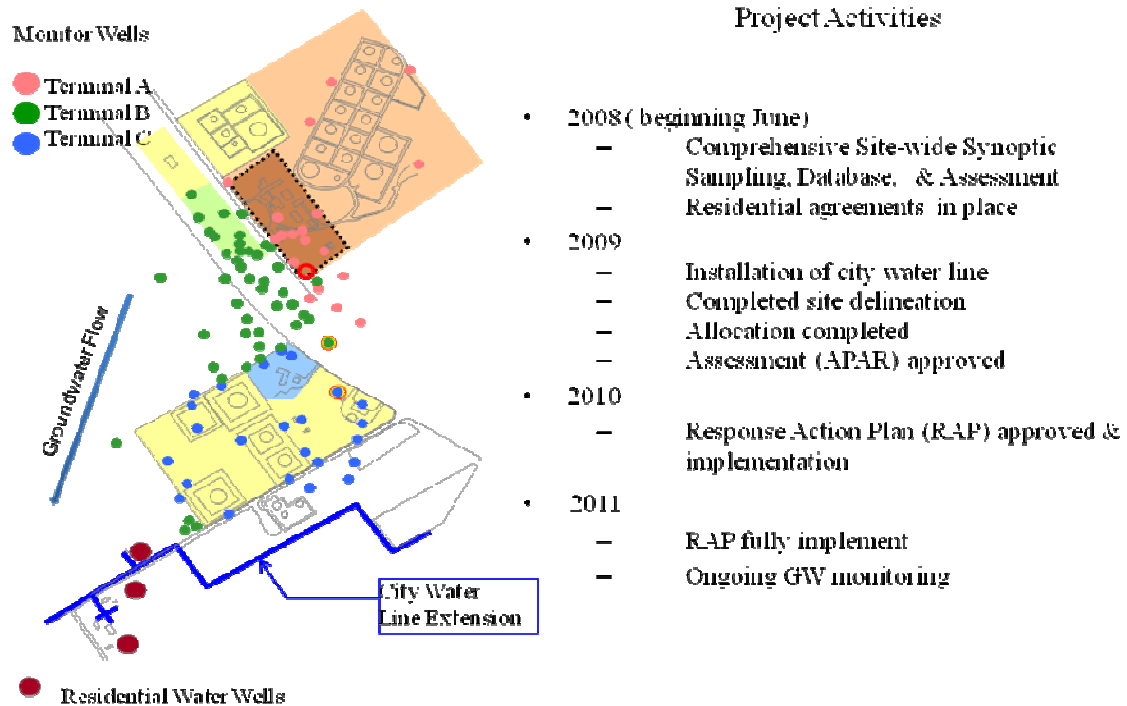 Project Activities
Monitor Wells
Terminal A
Terminal B
Terminal C
• 2008 ( beginning June)
– Comprehensive Site-wide Synoptic
Sampling, Database, & Assessment
– Residential agreements in place
• 2009
– Installation of city water line
– Completed site delineation
– Allocation completed
– Assessment (APAR) approved
• 2010
– Response Action Plan (RAP) approved &
implementation
• 2011
– RAP fully implement
– Ongoing GW monitoring
Groundwater Flow
City Water
Line Extension
Residential Water Wells